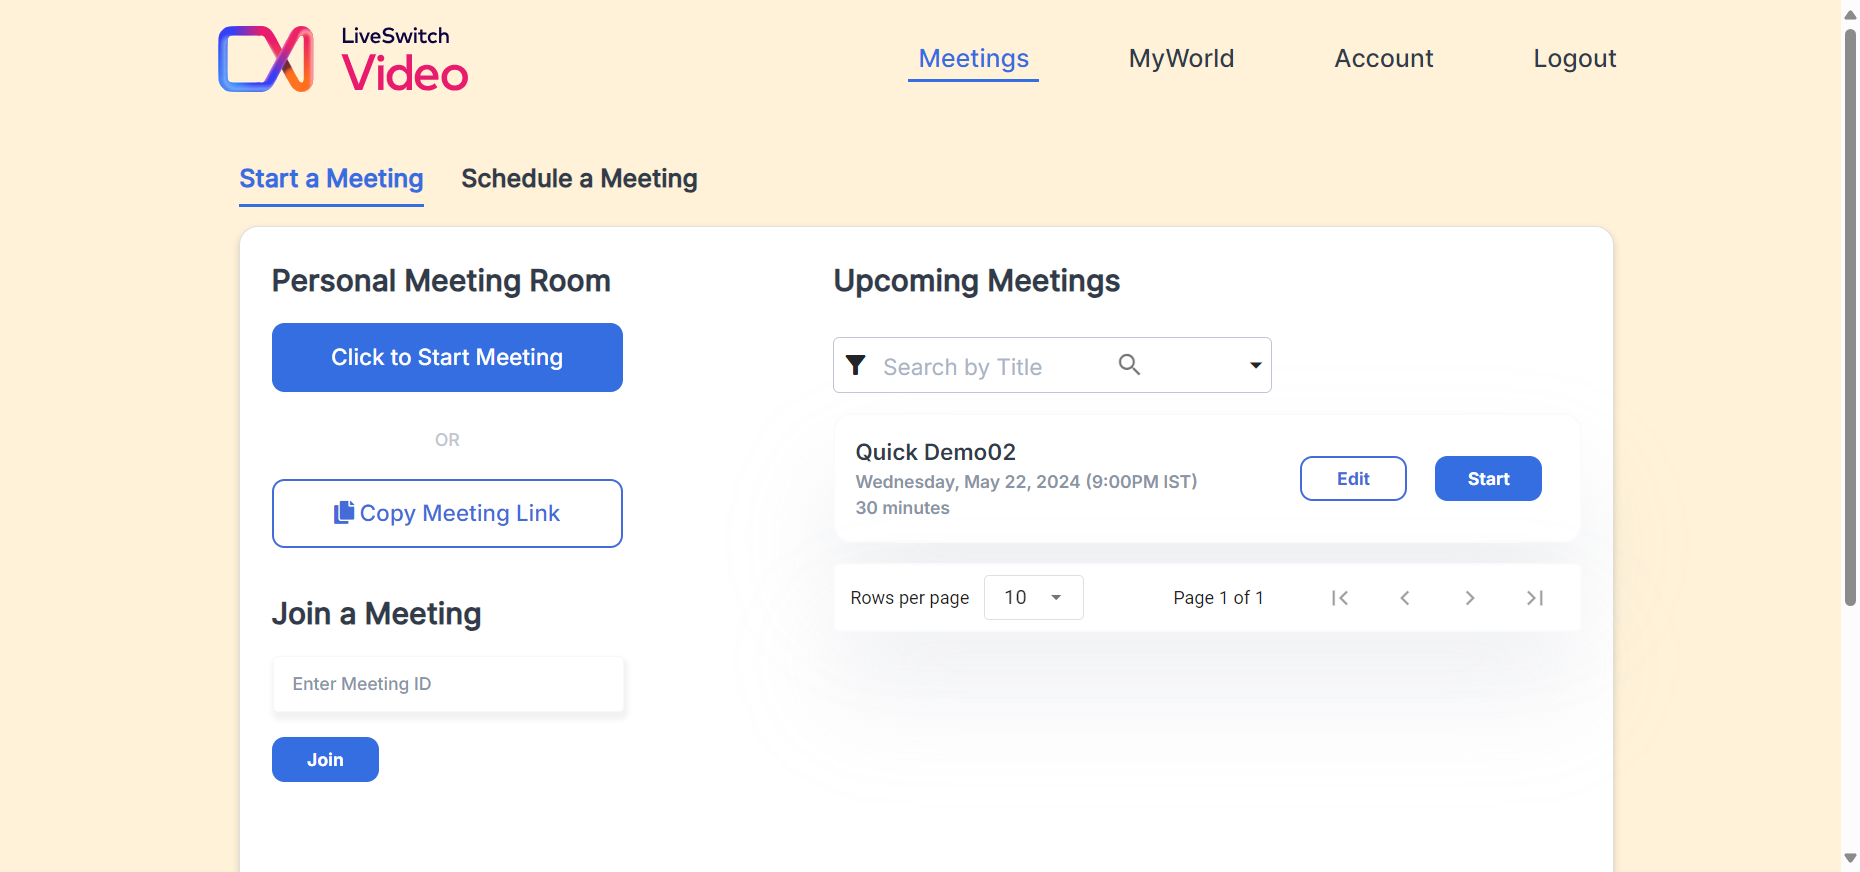 LiveSwitch
Video
Meetings
MyWorld
Account
Logout
Start a Meeting
Schedule a Meeting
Personal Meeting Room
Click to Start Meeting
OR
Copy Meeting Link
Join a Meeting
Enter Meeting ID
Join
Upcoming Meetings
Search by Title
Quick Demo02
Wednesday, May 22, 2024 (9:00PM IST)
30 minutes
Edit
Start
Rows per page
10
Page 1 of 1